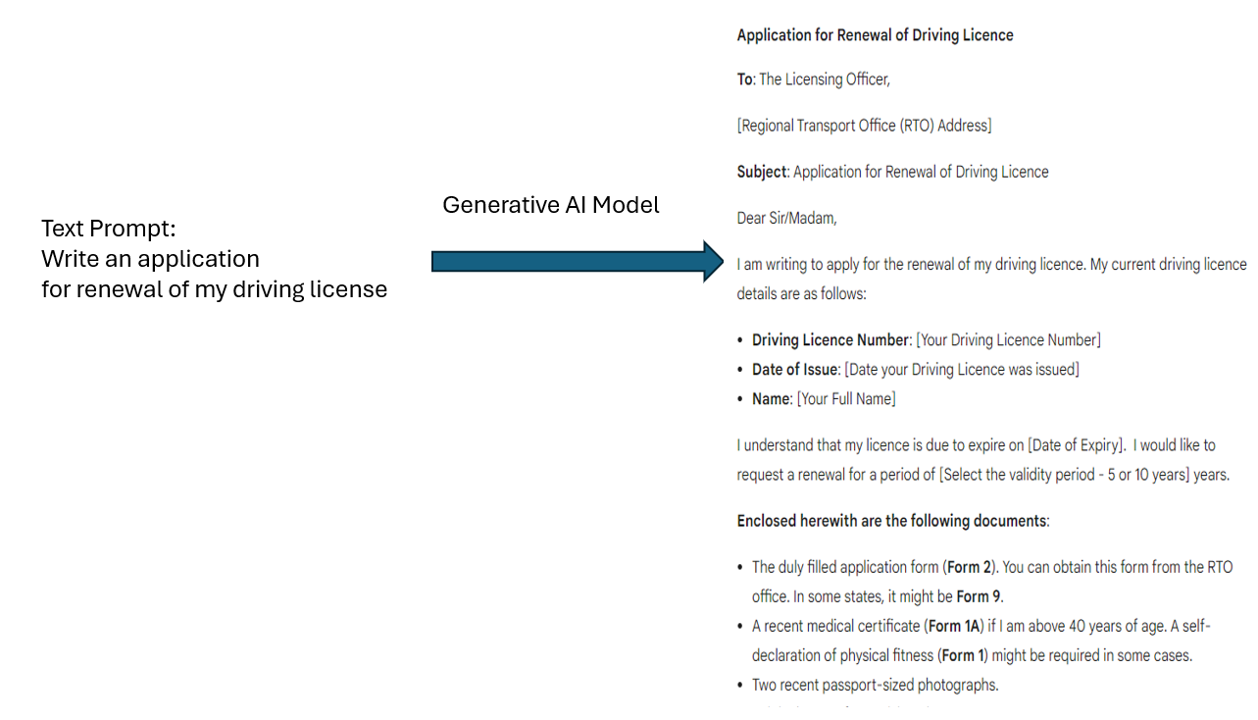 Text Prompt:
Write an application
for renewal of my driving license
Generative AI Model
Application for Renewal of Driving Licence
To: The Licensing Officer,
[Regional Transport Office (RTO) Address]
Subject: Application for Renewal of Driving Licence
Dear Sir/Madam,
I am writing to apply for the renewal of my driving licence. My current driving licence
details are as follows:
• Driving Licence Number: [Your Driving Licence Number]
• Date of Issue: [Date your Driving Licence was issued]
• Name: [Your Full Name]
I understand that my licence is due to expire on [Date of Expiry]. I would like to
request a renewal for a period of [Select the validity period - 5 or 10 years] years.
Enclosed herewith are the following documents:
• The duly filled application form (Form 2). You can obtain this form from the RTO
office. In some states, it might be Form 9.
• A recent medical certificate (Form 1A) if I am above 40 years of age. A self-
declaration of physical fitness (Form 1) might be required in some cases.
• Two recent passport-sized photographs.